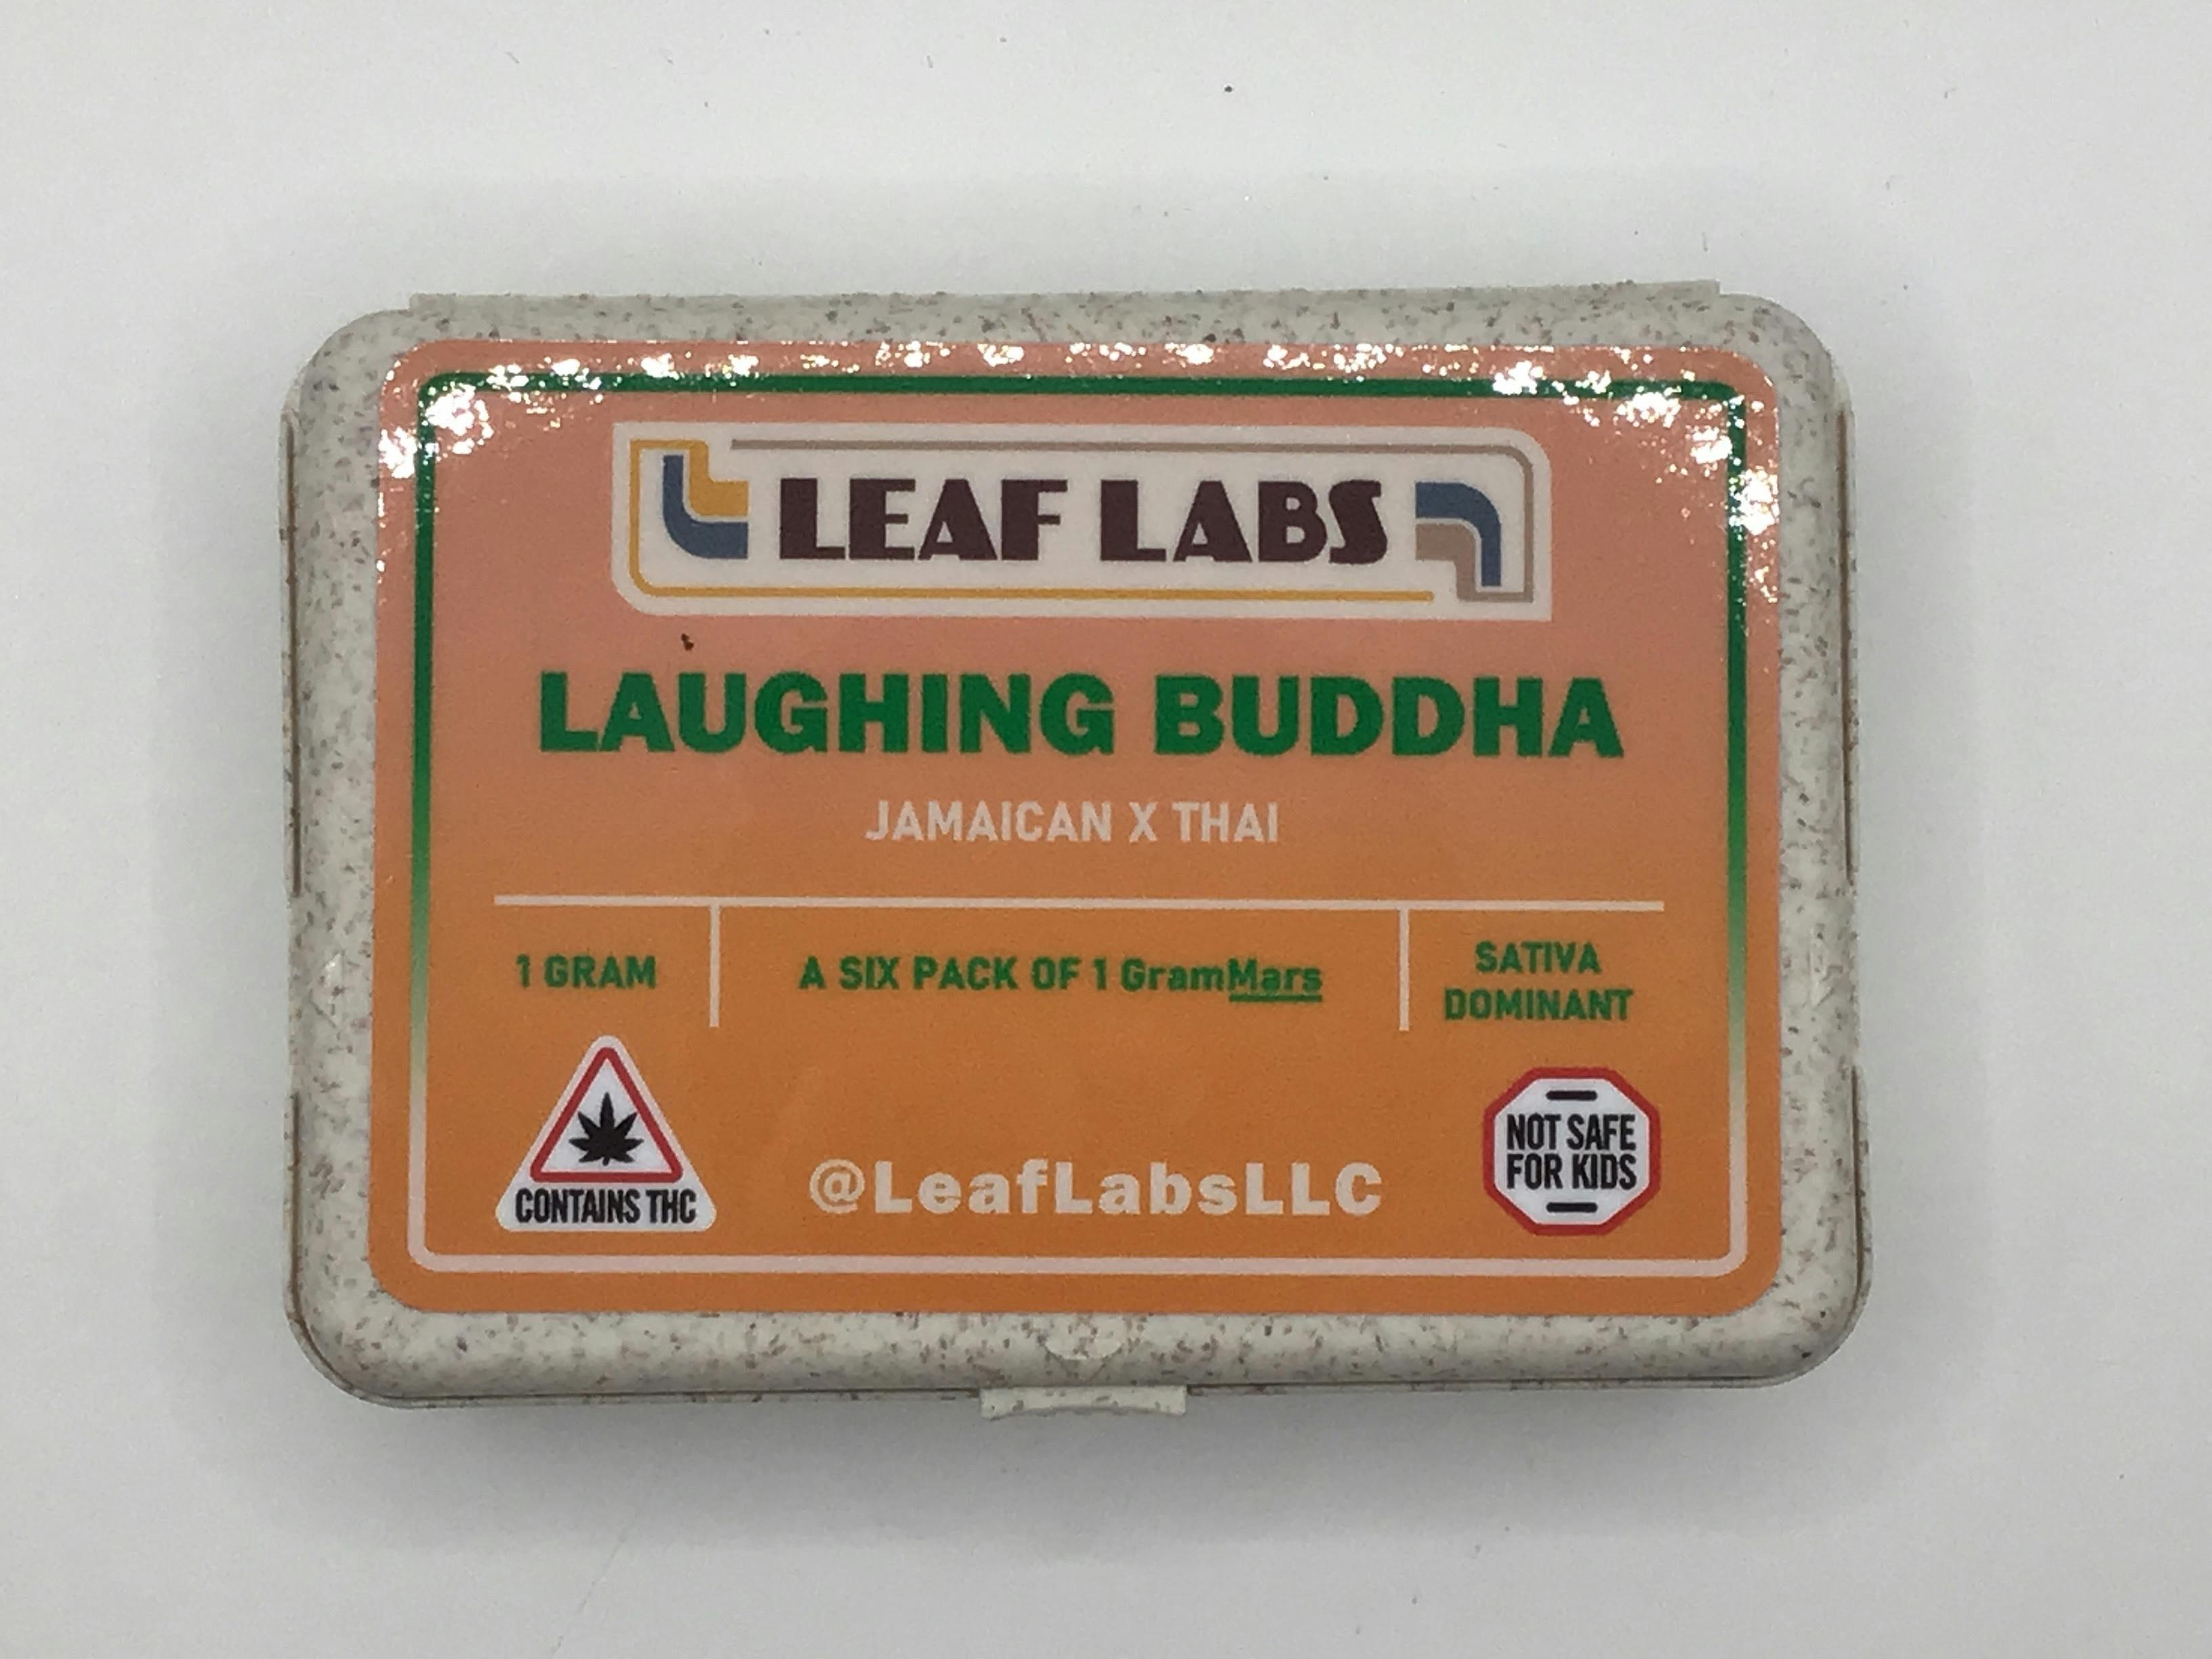 LEAF LABS
LAUGHING BUDDHA
JAMAICAN X THAI
1 GRAM
A SIX PACK OF 1 GramMars
SATIVA
DOMINANT
CONTAINS THC
@LeafLabsLLC
NOT SAFE
FOR KIDS